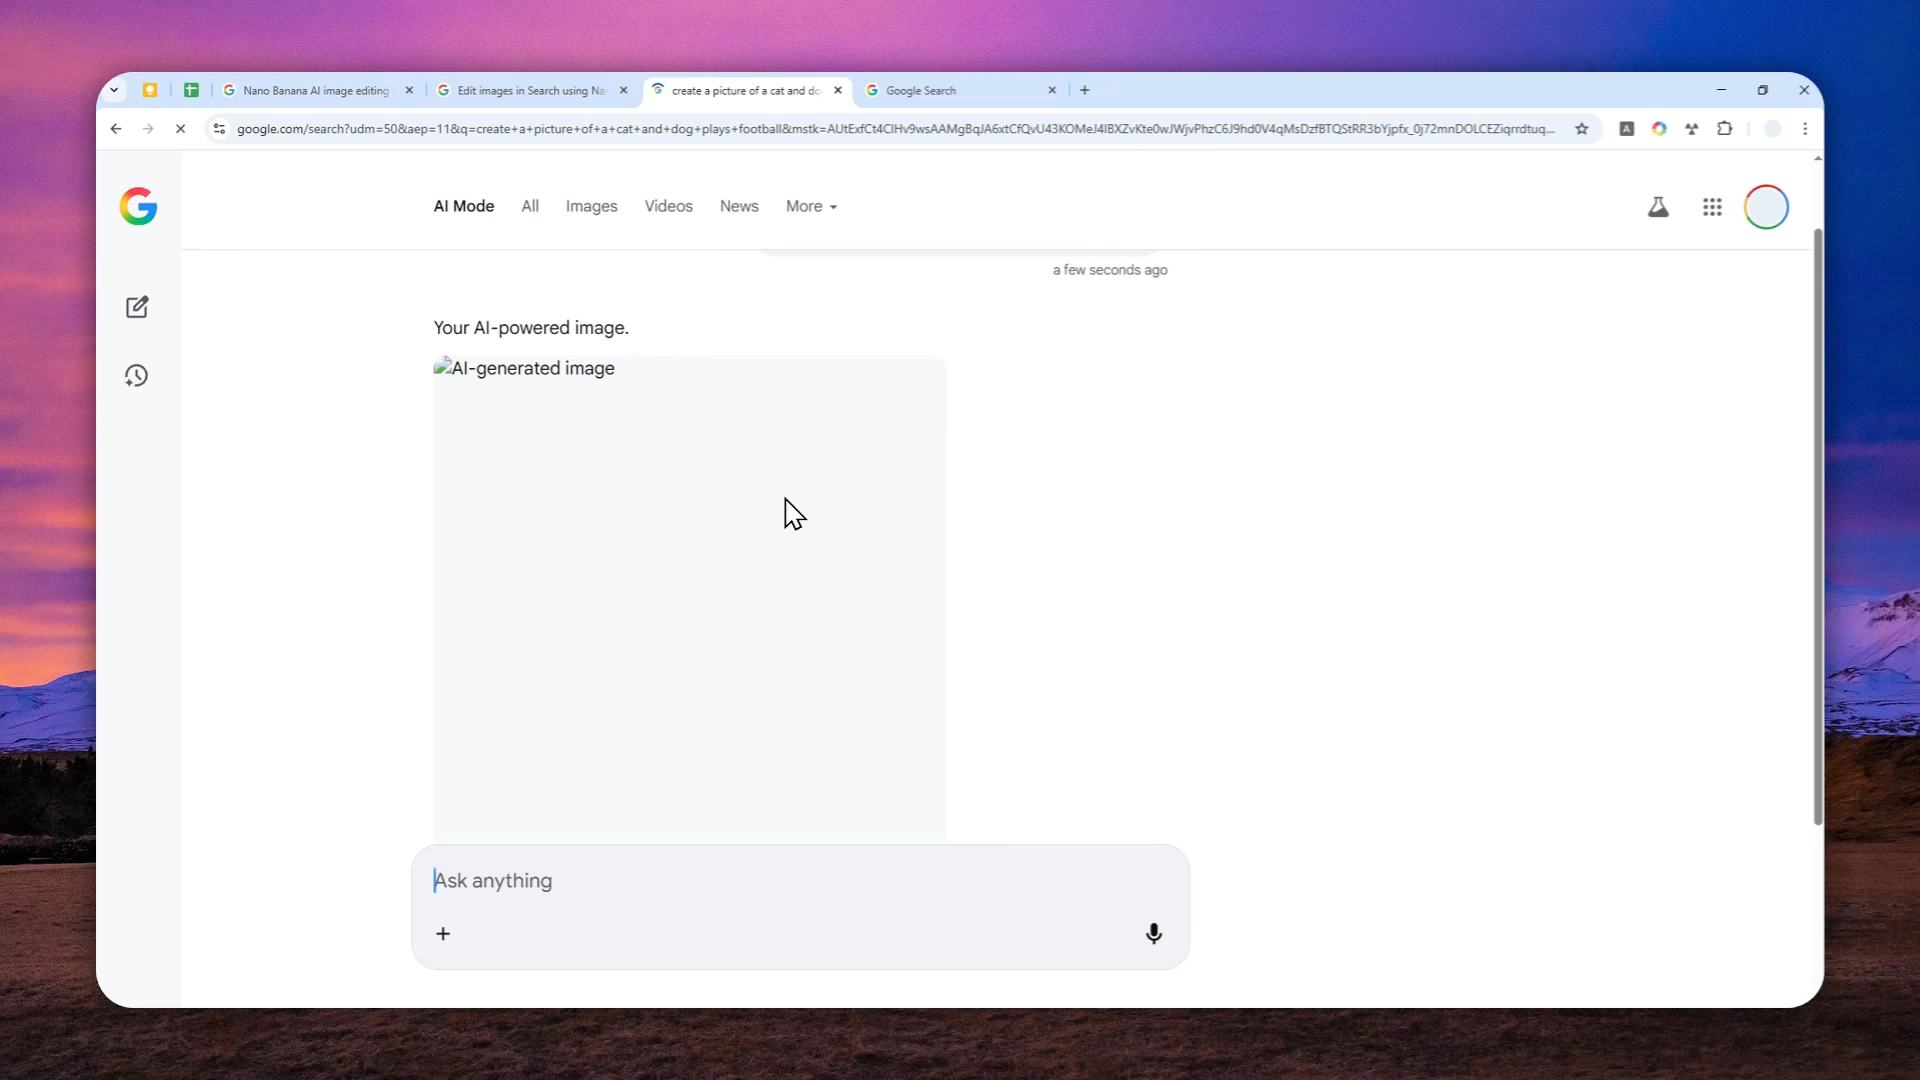 Nano Banana AI image editing
Edit images in Search using Na
create a picture of a cat and do
Google Search
google.com/search?udm=50&aep=11&q=create+a+picture+of+a+cat+and+dog+plays+football&mstk=
AI Mode
All
Images
Videos
News
More
a few seconds ago
Your AI-powered image.
AI-generated image
Ask anything